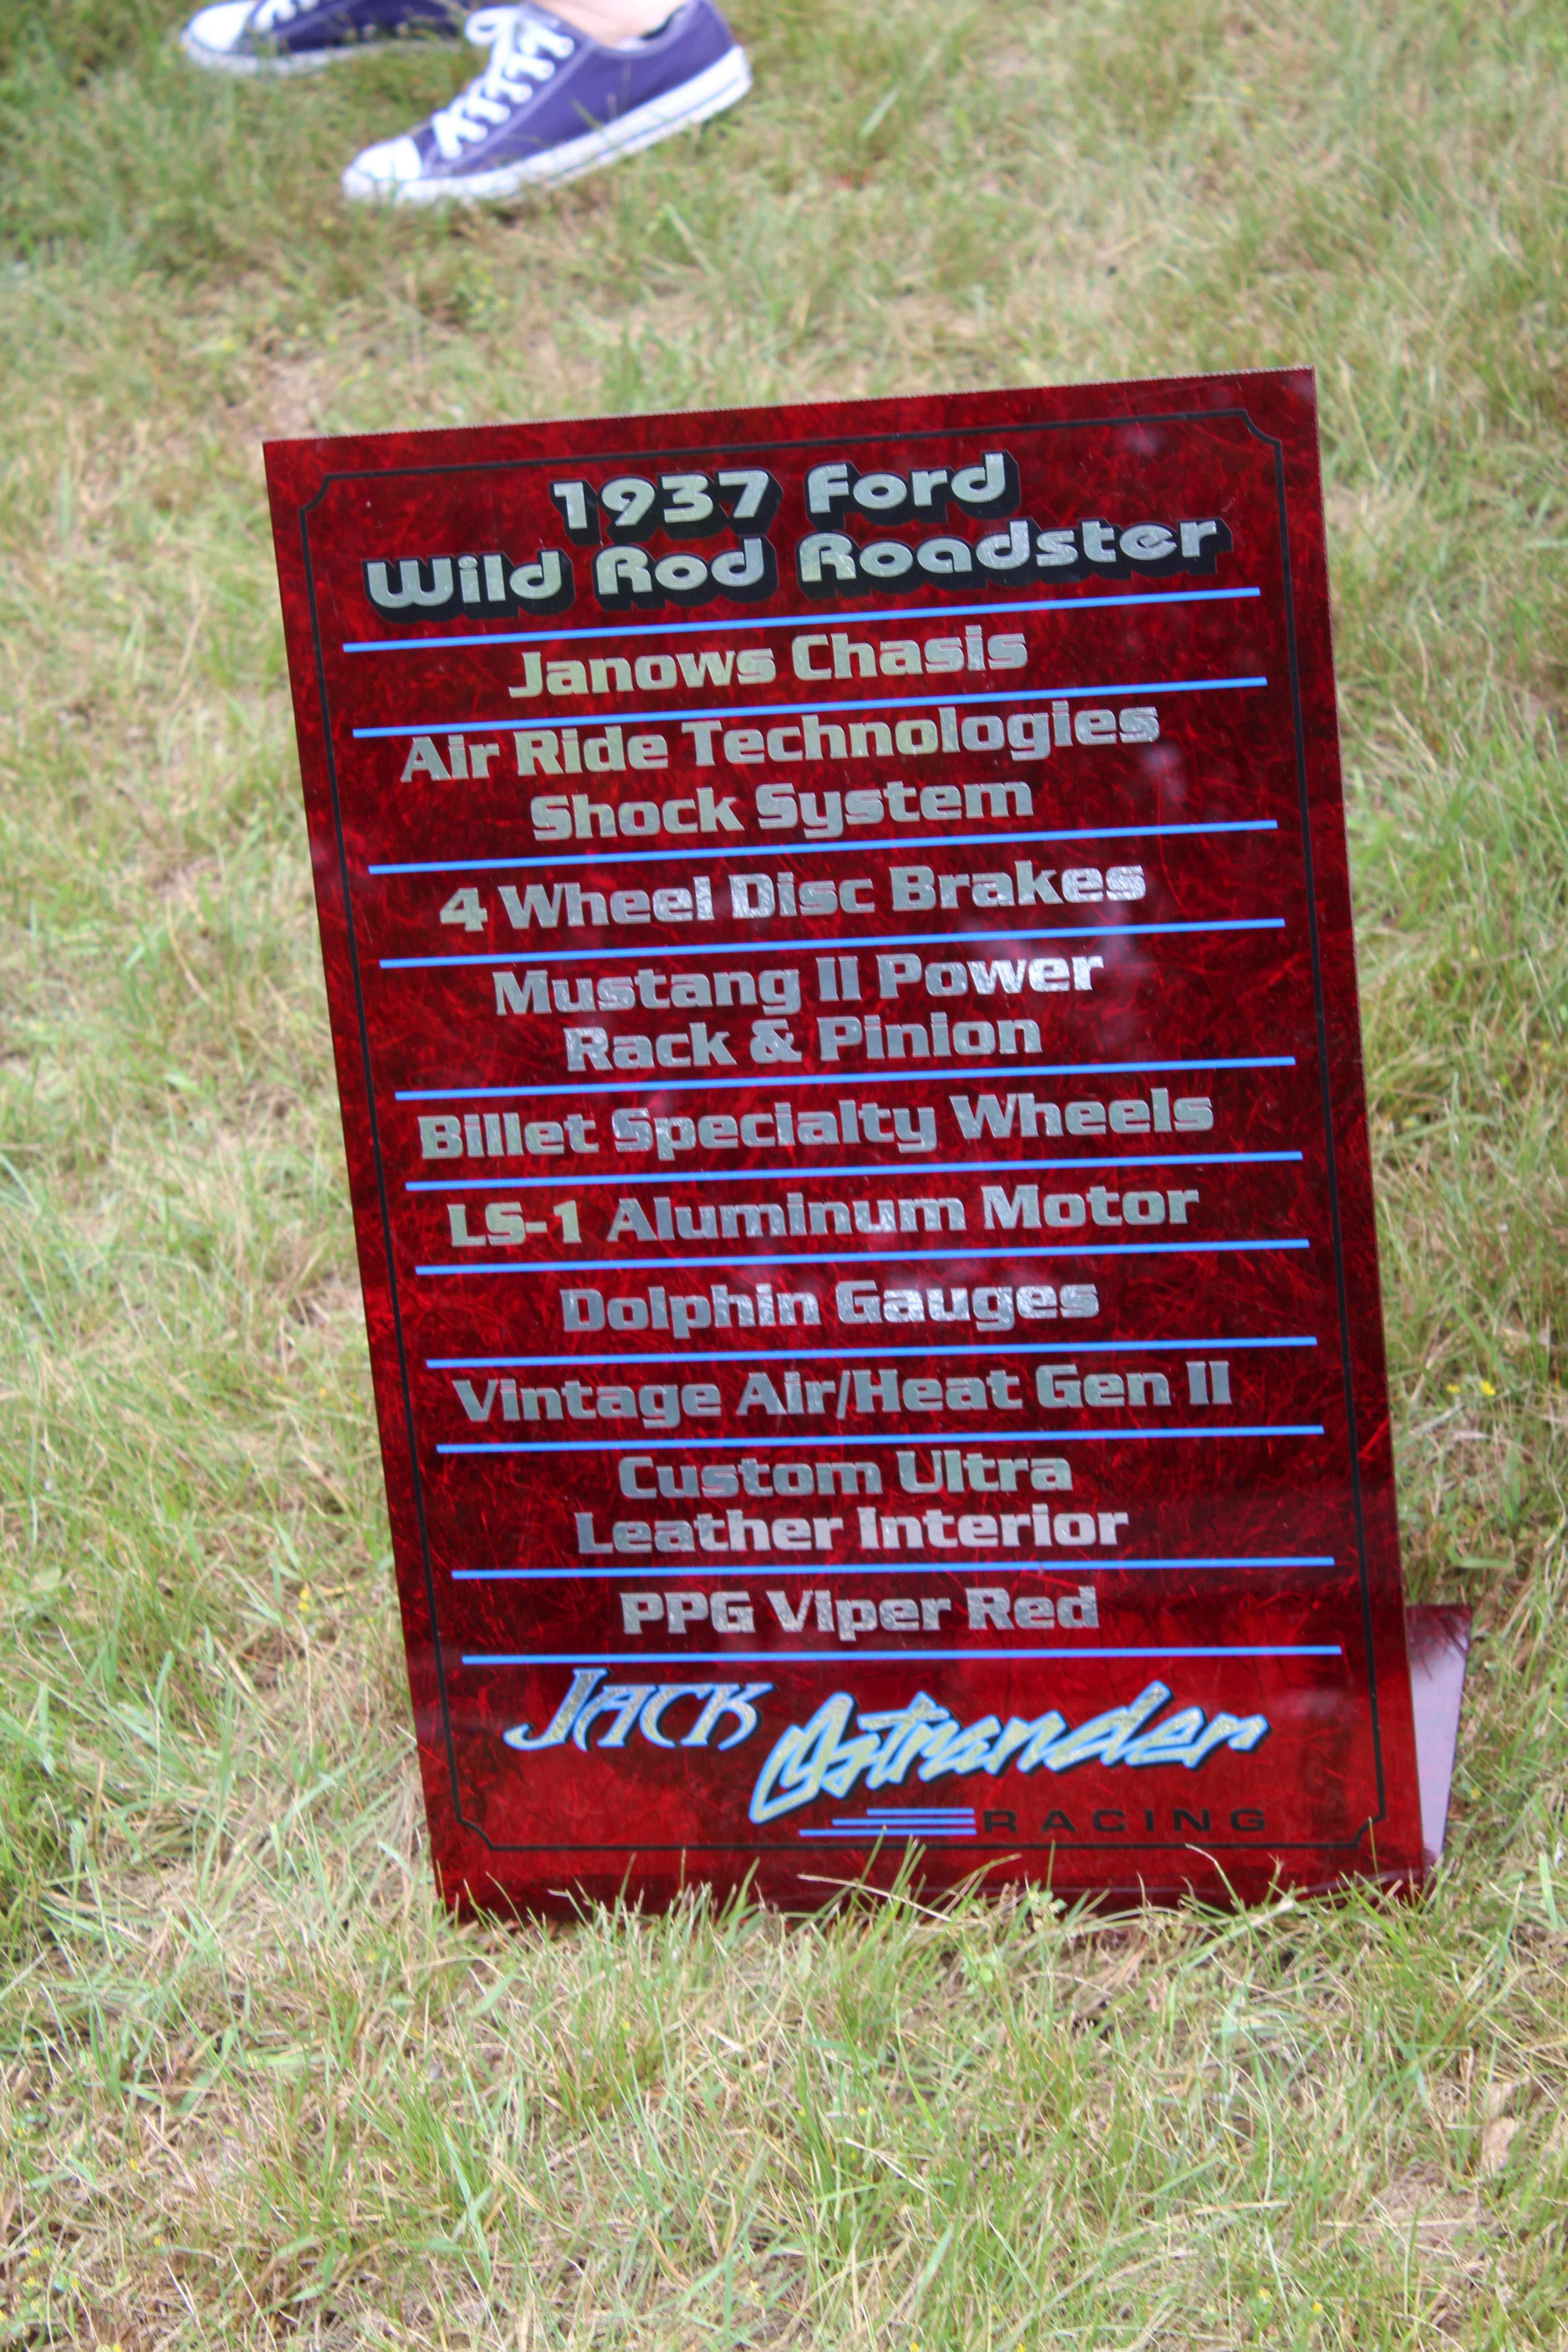 1937 Ford
Wild Rod Roadster
Janows Chasis
Air Ride Technologies
Shock System
4 Wheel Disc Brakes
Mustang II Power
Rack & Pinion
Billet Specialty Wheels
LS-1 Aluminum Motor
Dolphin Gauges
Vintage Air/Heat Gen II
Custom Ultra
Leather Interior
PPG Viper Red
Jack Ostrander
RACING